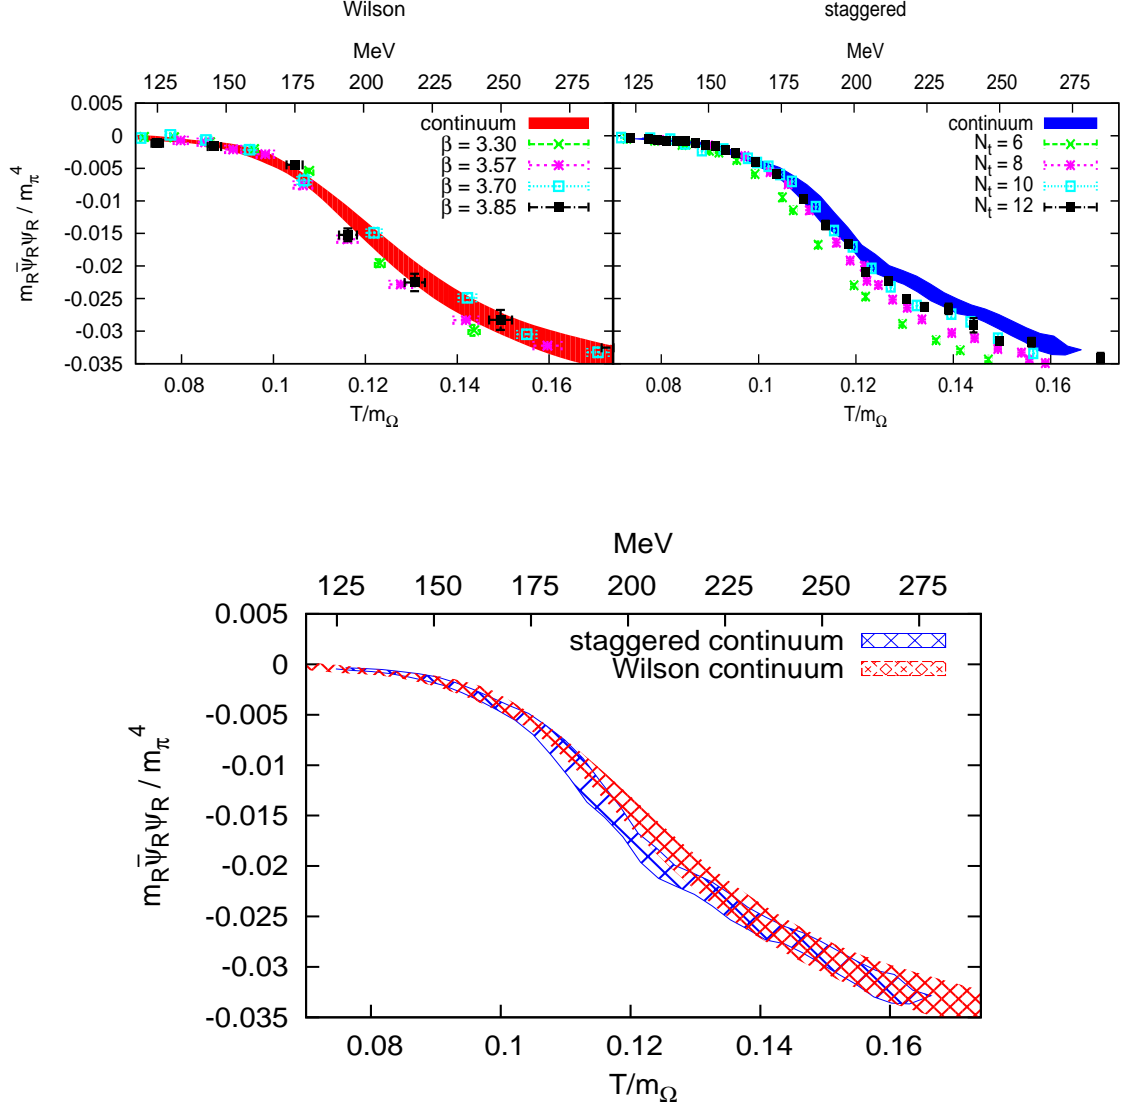 Wilson
staggered
MeV
MeV
125 150 175 200 225 250 275
125 150 175 200 225 250 275
0.005
0
-0.005
-0.01
-0.015
-0.02
-0.025
-0.03
-0.035
m_R ψ̄_R ψ_R / m_π^4
continuum
β = 3.30
β = 3.57
β = 3.70
β = 3.85
continuum
N_t = 6
N_t = 8
N_t = 10
N_t = 12
0.08 0.1 0.12 0.14 0.16
0.08 0.1 0.12 0.14 0.16
T/m_Ω
T/m_Ω
MeV
125 150 175 200 225 250 275
0.005
0
-0.005
-0.01
-0.015
-0.02
-0.025
-0.03
-0.035
m_R ψ̄_R ψ_R / m_π^4
staggered continuum
Wilson continuum
0.08 0.1 0.12 0.14 0.16
T/m_Ω